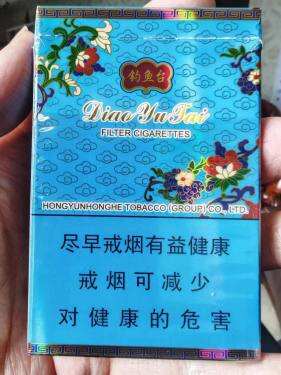 钓鱼台
Diao Yu Tai
FILTER CIGARETTES
HONGYUNHONGHE TOBACCO (GROUP) CO., LTD.
尽早戒烟有益健康
戒烟可减少
对健康的危害